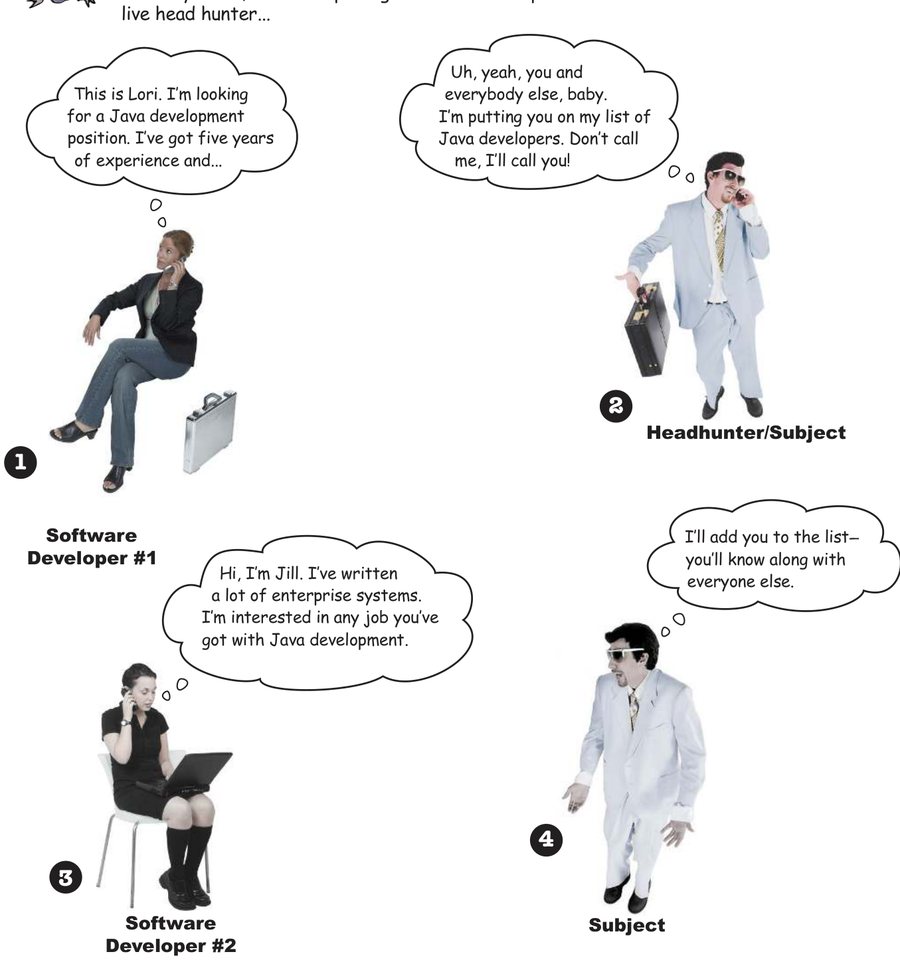 live head hunter...
This is Lori. I'm looking
for a Java development
position. I've got five years
of experience and...
Uh, yeah, you and
everybody else, baby.
I'm putting you on my list of
Java developers. Don't call
me, I'll call you!
2
Headhunter/Subject
1
Software
Developer #1
Hi, I'm Jill. I've written
a lot of enterprise systems.
I'm interested in any job you've
got with Java development.
I'll add you to the list–
you'll know along with
everyone else.
3
Software
Developer #2
4
Subject